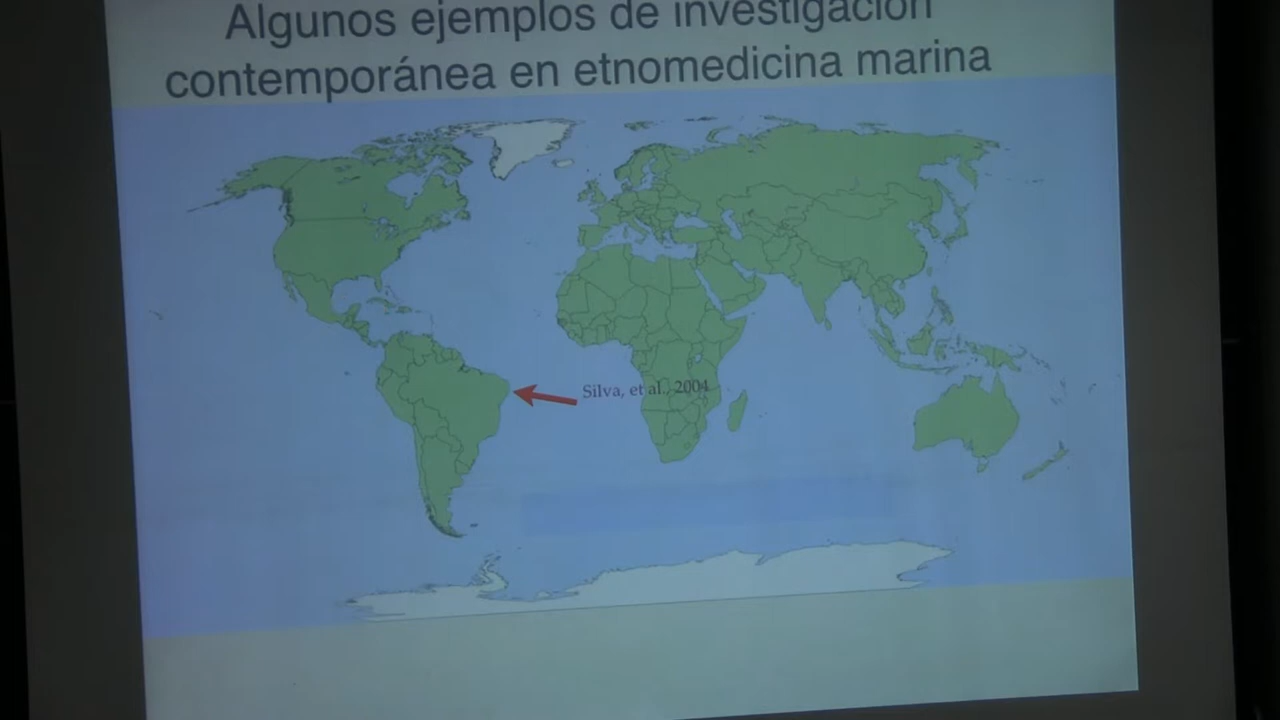 Algunos ejemplos de investigación
contemporánea en etnomedicina marina
Silva, et al., 2004